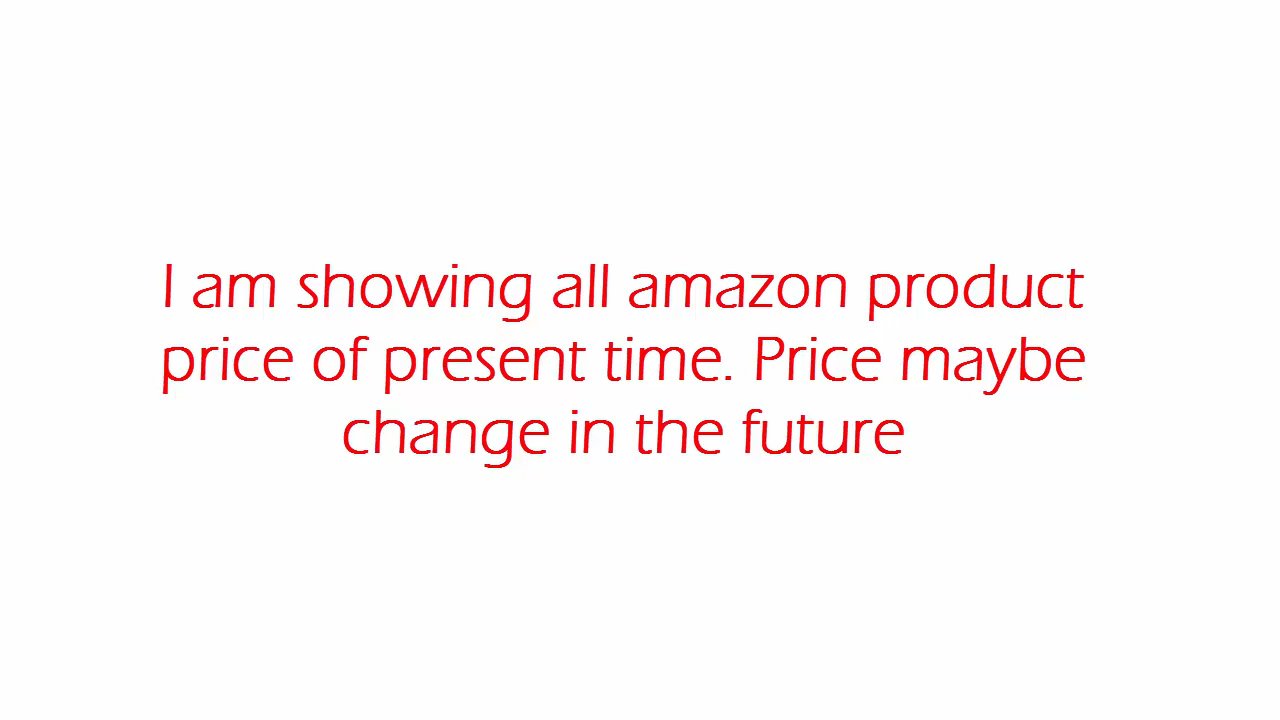 I am showing all amazon product
price of present time. Price maybe
change in the future